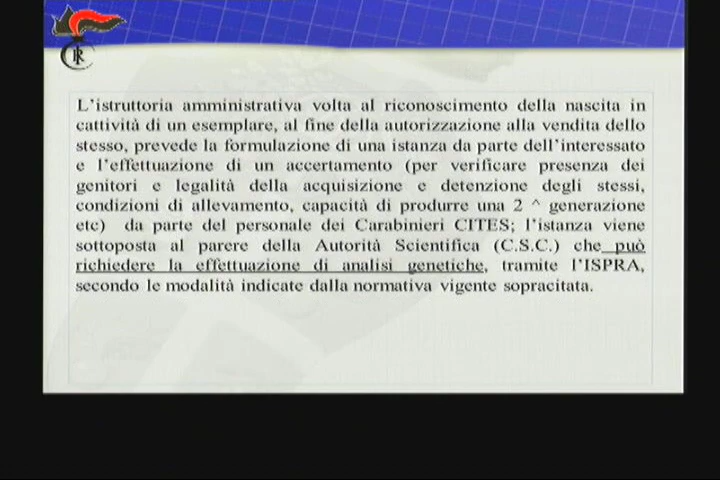 L'istruttoria amministrativa volta al riconoscimento della nascita in
cattività di un esemplare, al fine della autorizzazione alla vendita dello
stesso, prevede la formulazione di una istanza da parte dell'interessato
e l'effettuazione di un accertamento (per verificare presenza dei
genitori e legalità della acquisizione e detenzione degli stessi,
condizioni di allevamento, capacità di produrre una 2 ^ generazione
etc) da parte del personale dei Carabinieri CITES; l'istanza viene
sottoposta al parere della Autorità Scientifica (C.S.C.) che può
richiedere la effettuazione di analisi genetiche, tramite l'ISPRA,
secondo le modalità indicate dalla normativa vigente sopracitata.